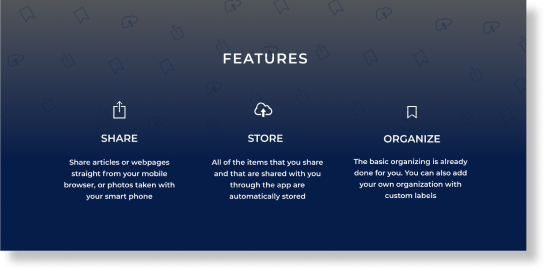 FEATURES
SHARE
Share articles or webpages
straight from your mobile
browser, or photos taken with
your smart phone
STORE
All of the items that you share
and that are shared with you
through the app are
automatically stored
ORGANIZE
The basic organizing is already
done for you. You can also add
your own organization with
custom labels